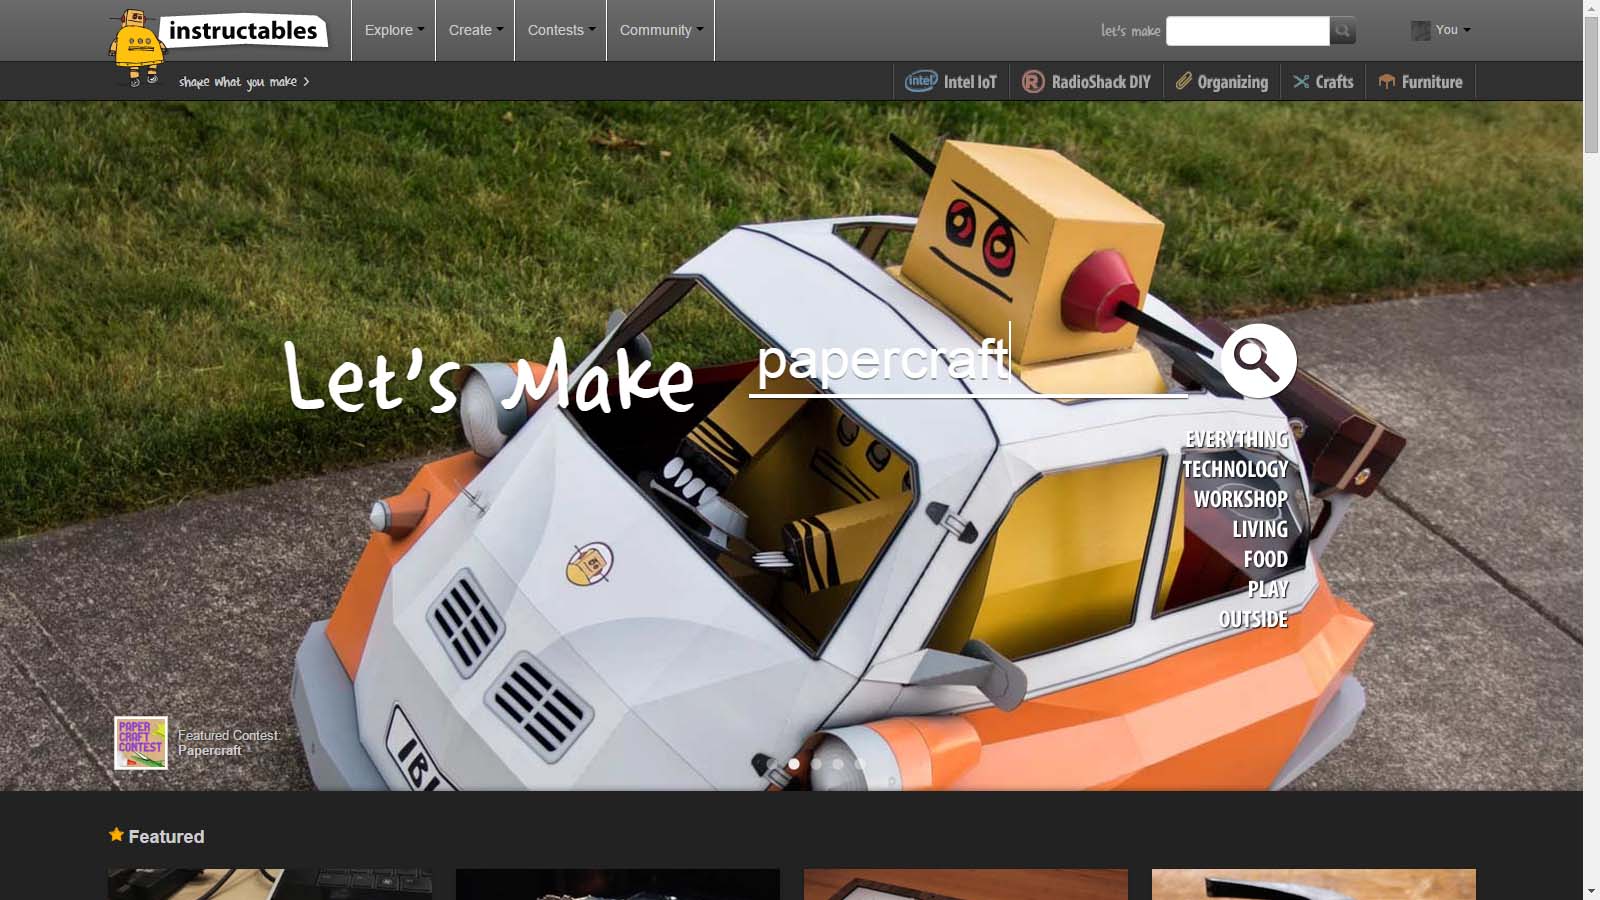 instructables
share what you make >
Explore
Create
Contests
Community
let's make
You
intel Intel IoT
R RadioShack DIY
Organizing
Crafts
Furniture
Let's Make papercraft
EVERYTHING
TECHNOLOGY
WORKSHOP
LIVING
FOOD
PLAY
OUTSIDE
PAPER
CRAFT
CONTEST
Featured Contest:
Papercraft
Featured